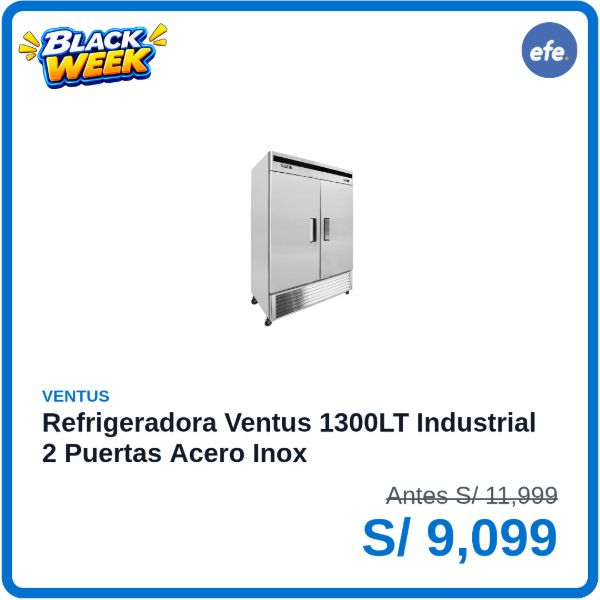 BLACK
WEEK
efe.
VENTUS
Refrigeradora Ventus 1300LT Industrial
2 Puertas Acero Inox
Antes S/ 11,999
S/ 9,099